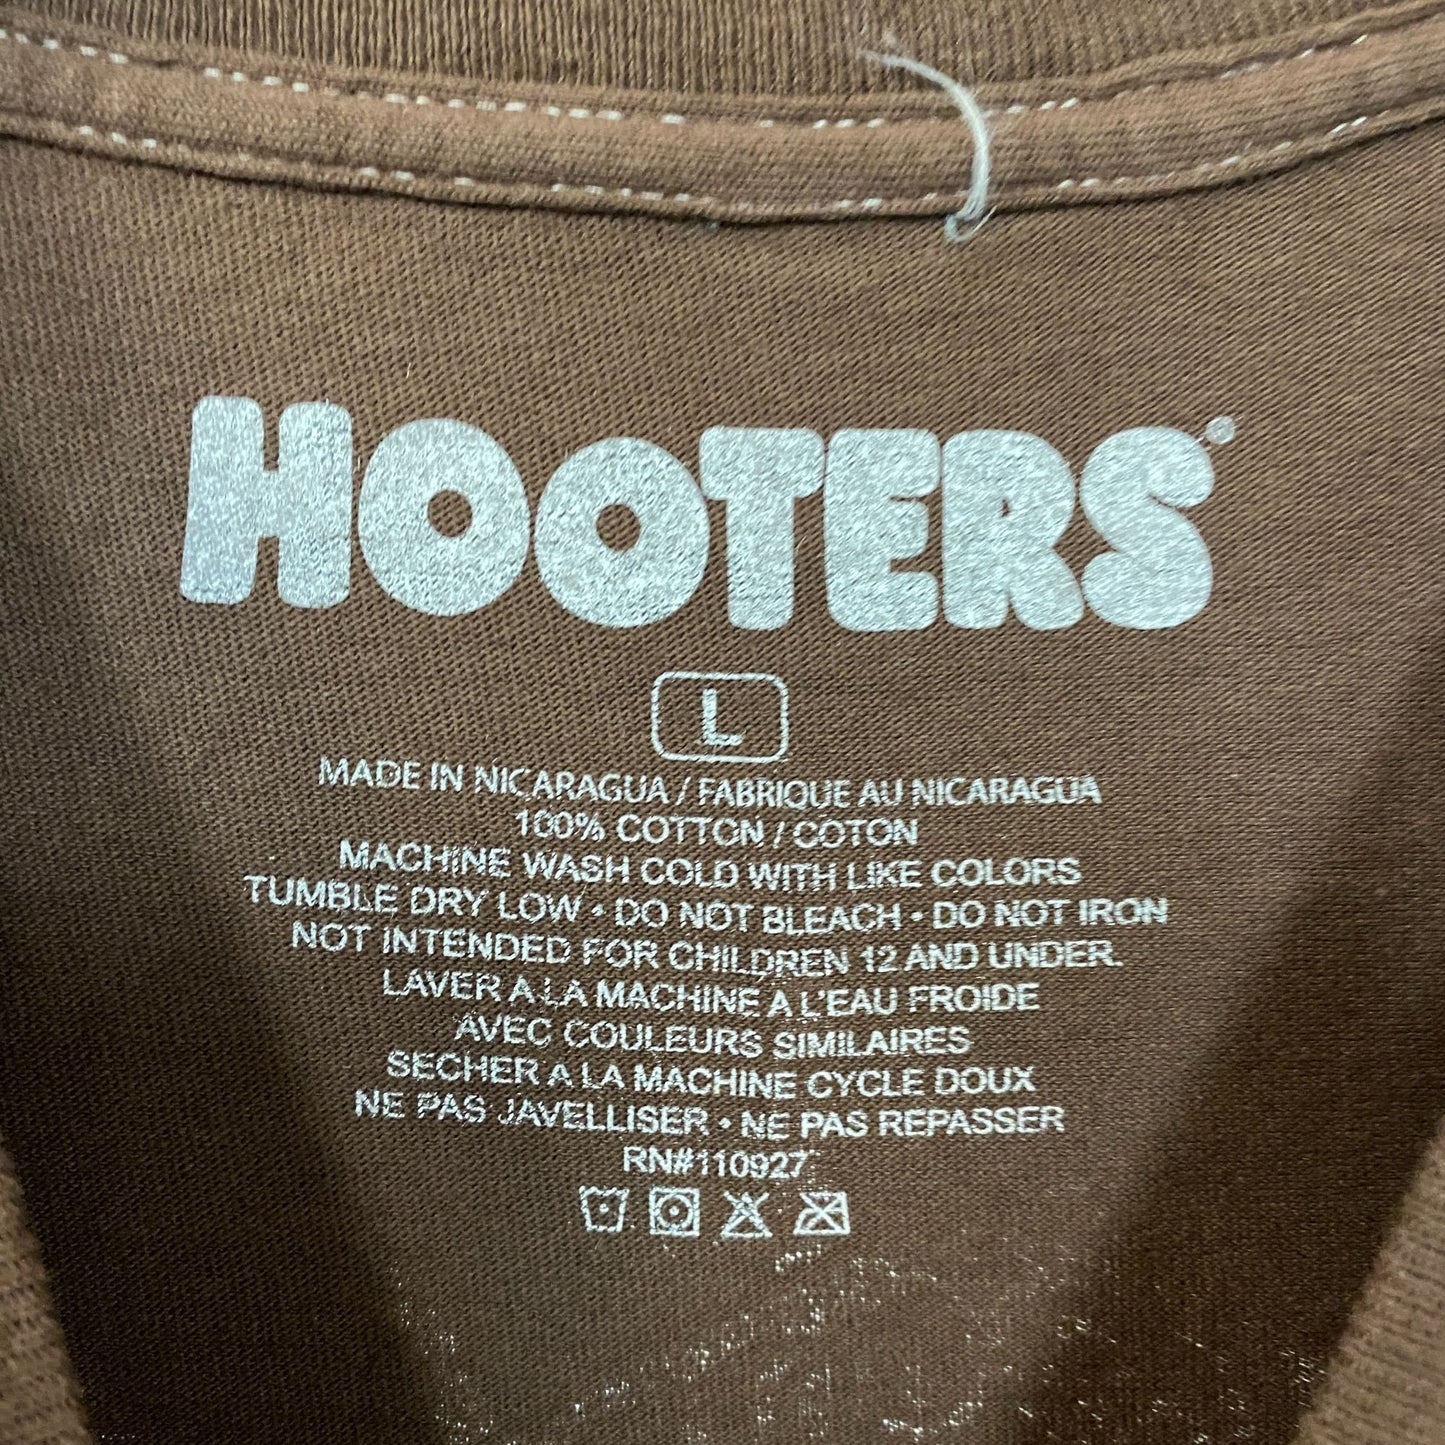 HOOTERS®
L
MADE IN NICARAGUA / FABRIQUE AU NICARAGUA
100% COTTON / COTON
MACHINE WASH COLD WITH LIKE COLORS
TUMBLE DRY LOW • DO NOT BLEACH • DO NOT IRON
NOT INTENDED FOR CHILDREN 12 AND UNDER.
LAVER A LA MACHINE A L'EAU FROIDE
AVEC COULEURS SIMILAIRES
SECHER A LA MACHINE CYCLE DOUX
NE PAS JAVELLISER • NE PAS REPASSER
RN#110927